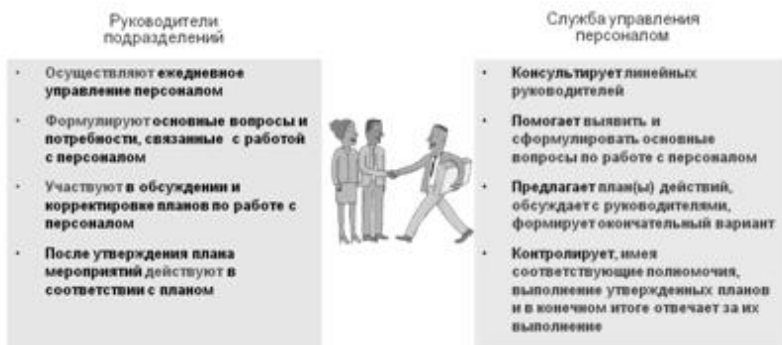 Руководители
подразделений
Осуществляют ежедневное
управление персоналом
Формулируют основные вопросы и
потребности, связанные с работой
с персоналом
Участвуют в обсуждении и
корректировке планов по работе с
персоналом
После утверждения плана
мероприятий действуют в
соответствии с планом
Служба управления
персоналом
Консультирует линейных
руководителей
Помогает выявить и
сформулировать основные
вопросы по работе с персоналом
Предлагает план(ы) действий,
обсуждает с руководителями,
формирует окончательный вариант
Контролирует, имея
соответствующие полномочия,
выполнение утвержденных планов
и в конечном итоге отвечает за их
выполнение